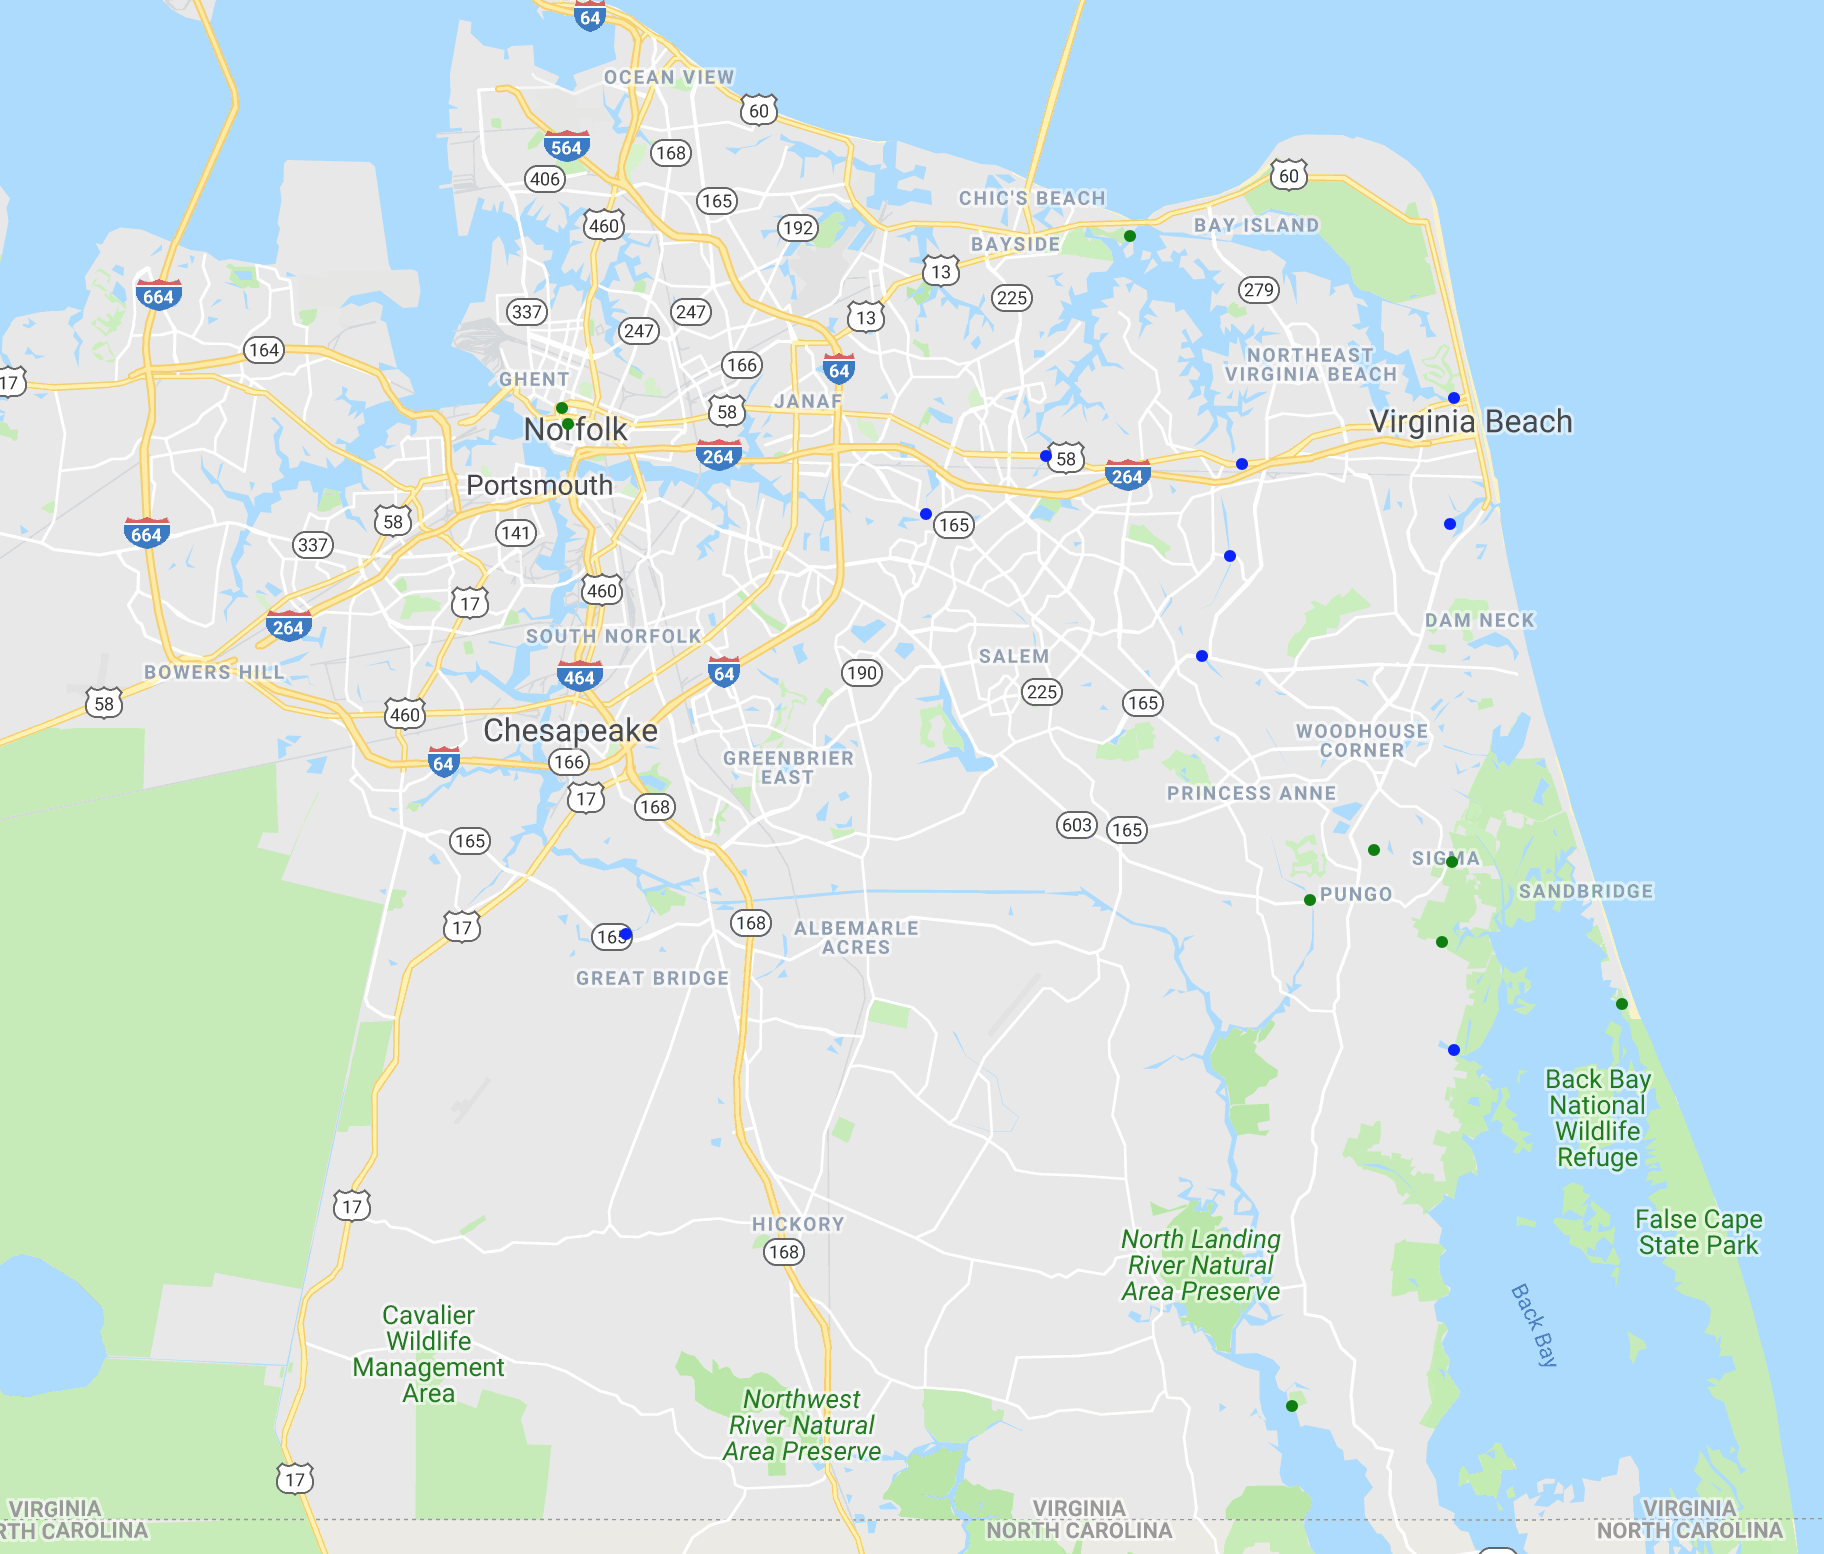 64
OCEAN VIEW
60
564
168
406
60
165
CHIC'S BEACH
460
192
BAY ISLAND
BAYSIDE
13
664
279
225
337
247
13
247
164
NORTHEAST
VIRGINIA BEACH
166
64
17
GHENT
JANAF
58
Virginia Beach
Norfolk
264
58
264
Portsmouth
58
165
664
141
337
7
460
17
264
DAM NECK
SOUTH NORFOLK
SALEM
BOWERS HILL
64
190
464
225
58
165
460
Chesapeake
WOODHOUSE
CORNER
GREENBRIER
EAST
64
166
PRINCESS ANNE
17
168
603
165
165
SIGMA
SANDBRIDGE
PUNGO
17
168
ALBEMARLE
ACRES
165
GREAT BRIDGE
Back Bay
National
Wildlife
Refuge
17
False Cape
State Park
HICKORY
North Landing
River Natural
Area Preserve
168
Back Bay
Cavalier
Wildlife
Management
Area
Northwest
River Natural
Area Preserve
17
VIRGINIA
RTH CAROLINA
VIRGINIA
NORTH CAROLINA
VIRGINIA
NORTH CAROLINA